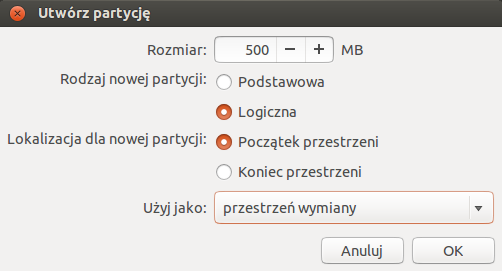 Utwórz partycję
Rozmiar: 500 MB
Rodzaj nowej partycji: Podstawowa
Logiczna
Lokalizacja dla nowej partycji: Początek przestrzeni
Koniec przestrzeni
Użyj jako: przestrzeń wymiany
Anuluj OK